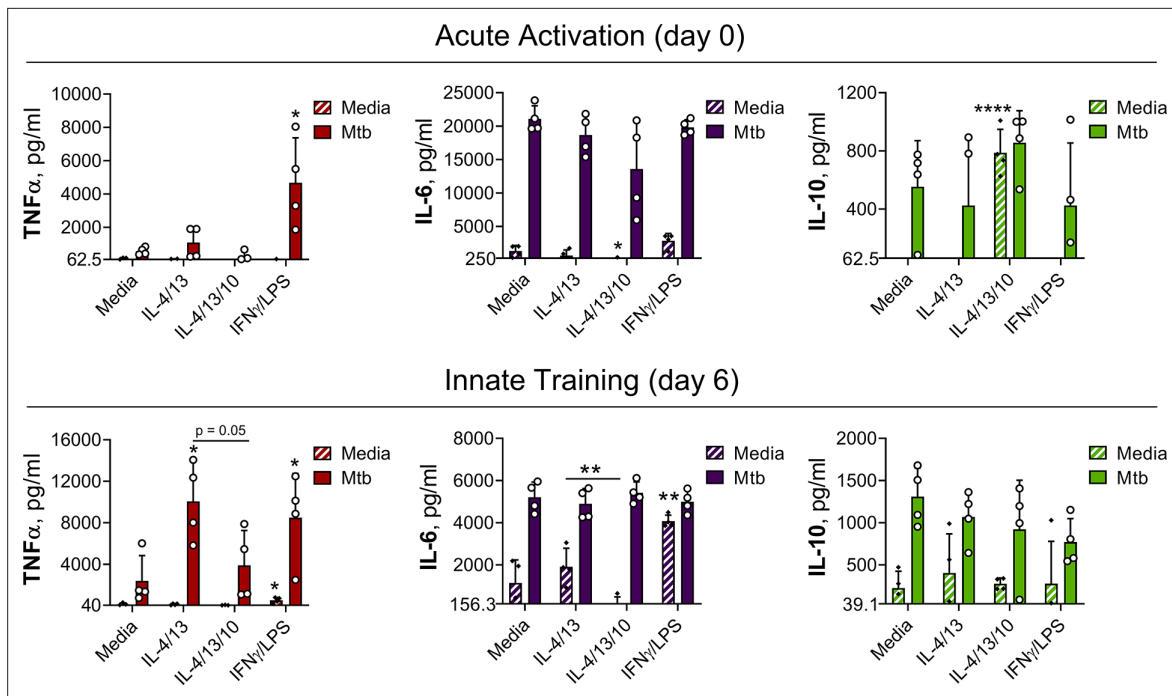 Acute Activation (day 0)
TNFα, pg/ml
10000
8000
6000
4000
2000
62.5
*
Media
Mtb
Media
IL-4/13
IL-4/13/10
IFNγ/LPS
IL-6, pg/ml
25000
20000
15000
10000
5000
250
*
Media
Mtb
Media
IL-4/13
IL-4/13/10
IFNγ/LPS
IL-10, pg/ml
1200
800
400
62.5
****
Media
Mtb
Media
IL-4/13
IL-4/13/10
IFNγ/LPS
Innate Training (day 6)
TNFα, pg/ml
16000
12000
8000
4000
40
p = 0.05
*
*
*
Media
Mtb
Media
IL-4/13
IL-4/13/10
IFNγ/LPS
IL-6, pg/ml
8000
6000
4000
2000
156.3
**
**
Media
Mtb
Media
IL-4/13
IL-4/13/10
IFNγ/LPS
IL-10, pg/ml
2000
1500
1000
500
39.1
Media
Mtb
Media
IL-4/13
IL-4/13/10
IFNγ/LPS